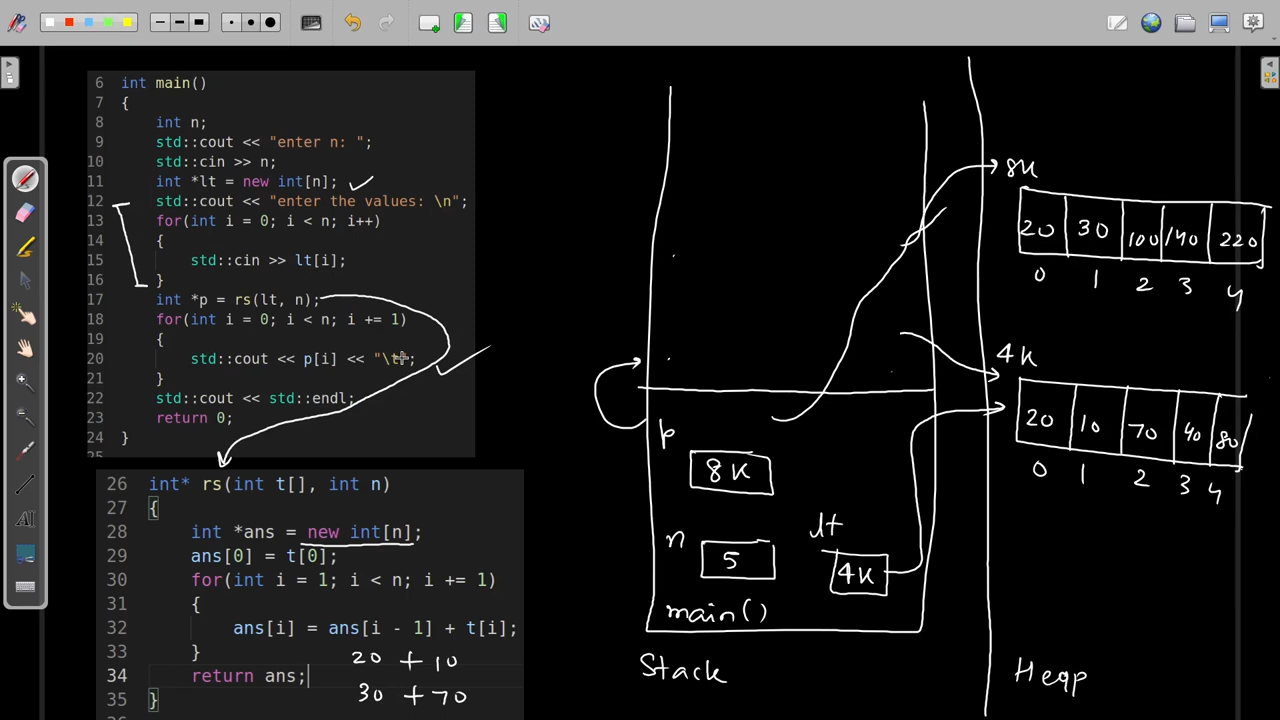 6 int main()
7 {
8 int n;
9 std::cout << "enter n: ";
10 std::cin >> n;
11 int *lt = new int[n];
12 std::cout << "enter the values: \n";
13 for(int i = 0; i < n; i++)
14 {
15 std::cin >> lt[i];
16 }
17 int *p = rs(lt, n);
18 for(int i = 0; i < n; i += 1)
19 {
20 std::cout << p[i] << "\t";
21 }
22 std::cout << std::endl;
23 return 0;
24 }
26 int* rs(int t[], int n)
27 {
28 int *ans = new int[n];
29 ans[0] = t[0];
30 for(int i = 1; i < n; i += 1)
31 {
32 ans[i] = ans[i - 1] + t[i];
33 }
34 return ans;
35 }
20 + 10
30 + 70
p
8K
n
5
lt
4K
main()
Stack
8K
20 30 100 140 220
0 1 2 3 4
4K
20 10 70 40 80
0 1 2 3 4
Heap